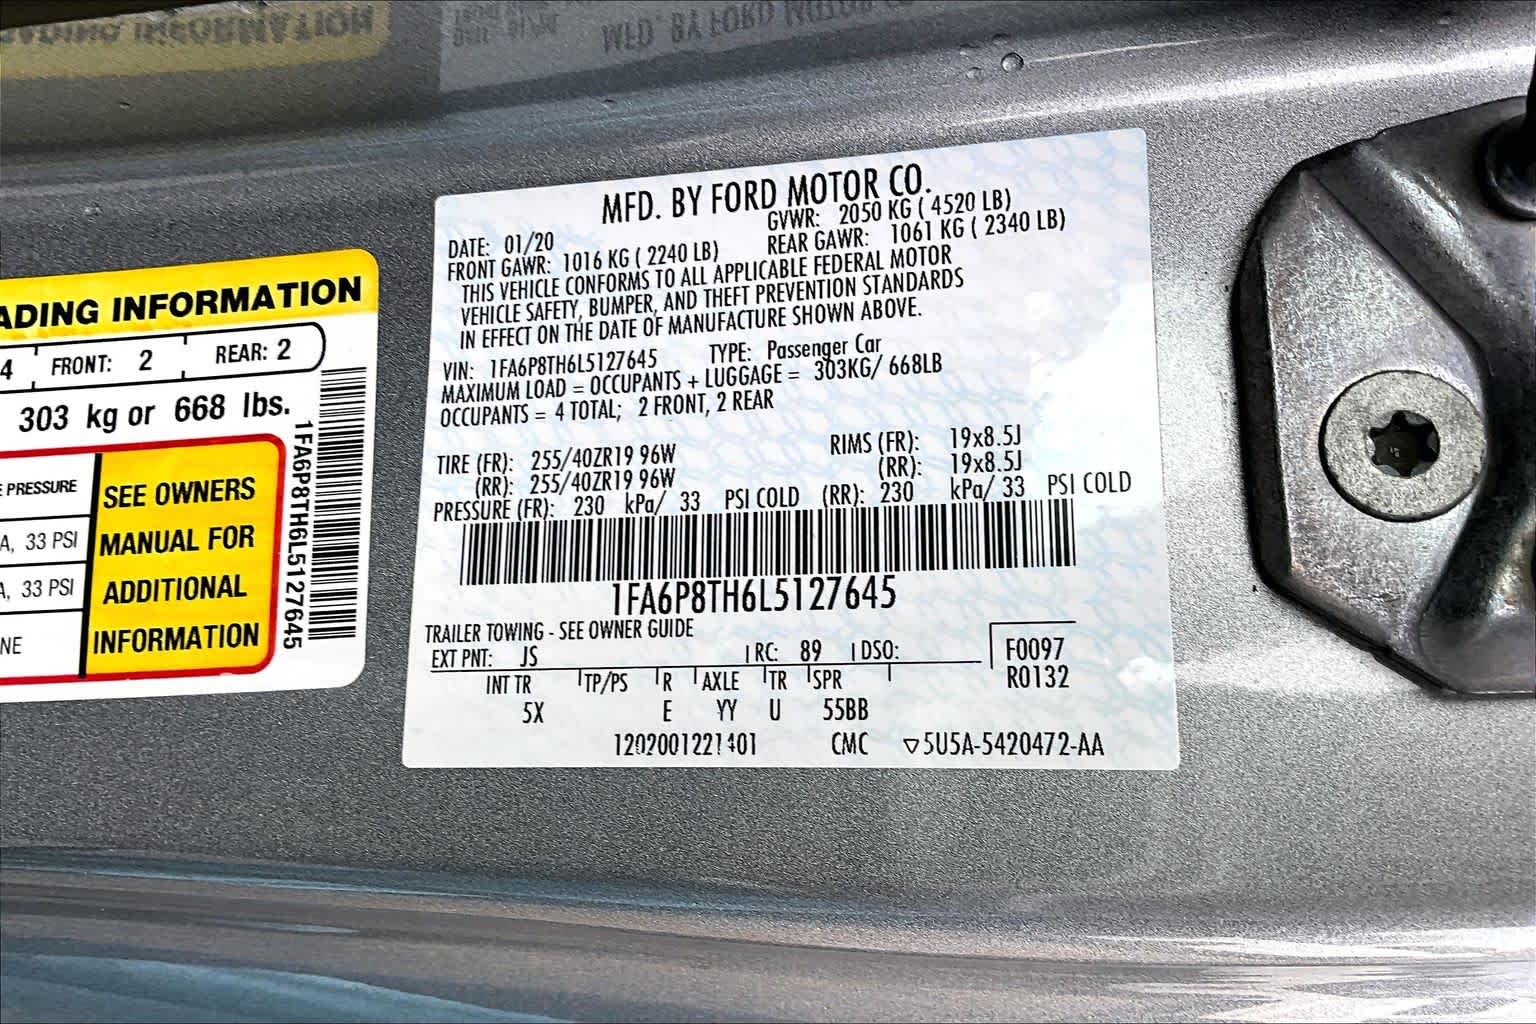 ADING INFORMATION
4 FRONT: 2 REAR: 2
303 kg or 668 lbs.
PRESSURE
A, 33 PSI
A, 33 PSI
NE
SEE OWNERS
MANUAL FOR
ADDITIONAL
INFORMATION
1FA6P8TH6L5127645
MFD. BY FORD MOTOR CO.
DATE: 01/20 GVWR: 2050 KG ( 4520 LB)
FRONT GAWR: 1016 KG ( 2240 LB) REAR GAWR: 1061 KG ( 2340 LB)
THIS VEHICLE CONFORMS TO ALL APPLICABLE FEDERAL MOTOR
VEHICLE SAFETY, BUMPER, AND THEFT PREVENTION STANDARDS
IN EFFECT ON THE DATE OF MANUFACTURE SHOWN ABOVE.
VIN: 1FA6P8TH6L5127645 TYPE: Passenger Car
MAXIMUM LOAD = OCCUPANTS + LUGGAGE = 303KG/ 668LB
OCCUPANTS = 4 TOTAL; 2 FRONT, 2 REAR
TIRE (FR): 255/40ZR19 96W RIMS (FR): 19x8.5J
(RR): 255/40ZR19 96W (RR): 19x8.5J
PRESSURE (FR): 230 kPa/ 33 PSI COLD (RR): 230 kPa/ 33 PSI COLD
1FA6P8TH6L5127645
TRAILER TOWING - SEE OWNER GUIDE
EXT PNT: JS RC: 89 DSO: F0097
R0132
INT TR TP/PS R AXLE TR SPR
5X E YY U 55BB
CMC ▽5U5A-5420472-AA